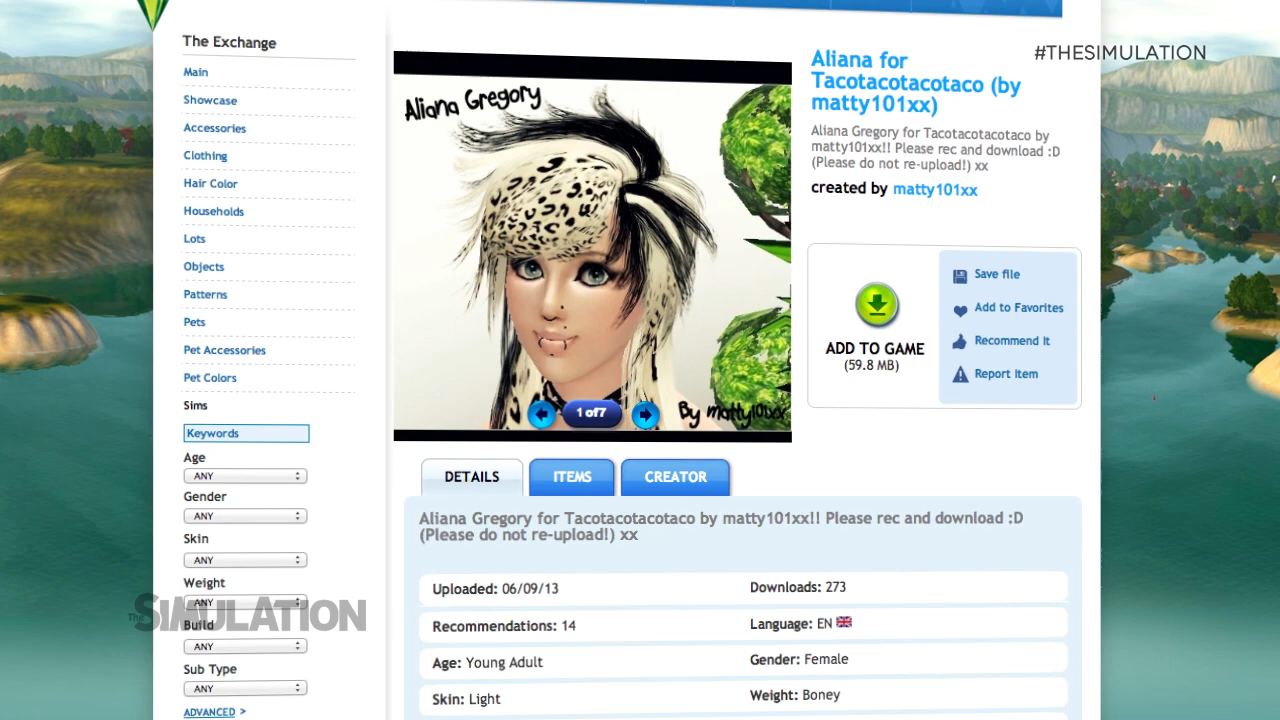 #THESIMULATION
The Exchange
Main
Showcase
Accessories
Clothing
Hair Color
Households
Lots
Objects
Patterns
Pets
Pet Accessories
Pet Colors
Sims
Keywords
Age
ANY
Gender
ANY
Skin
ANY
Weight
ANY
Build
ANY
Sub Type
ANY
ADVANCED >
The SIMULATION
Aliana Gregory
1 of 7
By matty101xx
Aliana for
Tacotacotacotaco (by
matty101xx)
Aliana Gregory for Tacotacotacotaco by
matty101xx!! Please rec and download :D
(Please do not re-upload!) xx
created by matty101xx
ADD TO GAME
(59.8 MB)
Save file
Add to Favorites
Recommend It
Report Item
DETAILS
ITEMS
CREATOR
Aliana Gregory for Tacotacotacotaco by matty101xx!! Please rec and download :D
(Please do not re-upload!) xx
Uploaded: 06/09/13
Downloads: 273
Recommendations: 14
Language: EN
Age: Young Adult
Gender: Female
Skin: Light
Weight: Boney